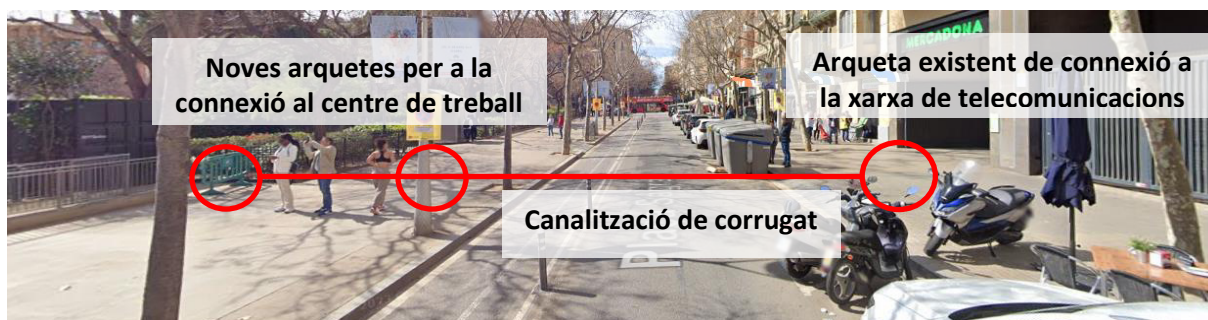 Noves arquetes per a la
connexió al centre de treball
MERCADONA
Arqueta existent de connexió a
la xarxa de telecomunicacions
Canalització de corrugat